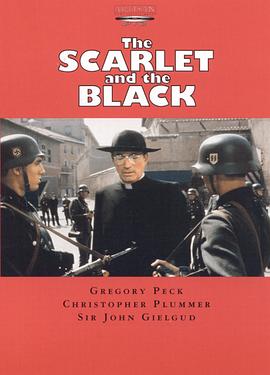 The
SCARLET
and the
BLACK
GREGORY PECK
CHRISTOPHER PLUMMER
SIR JOHN GIELGUD